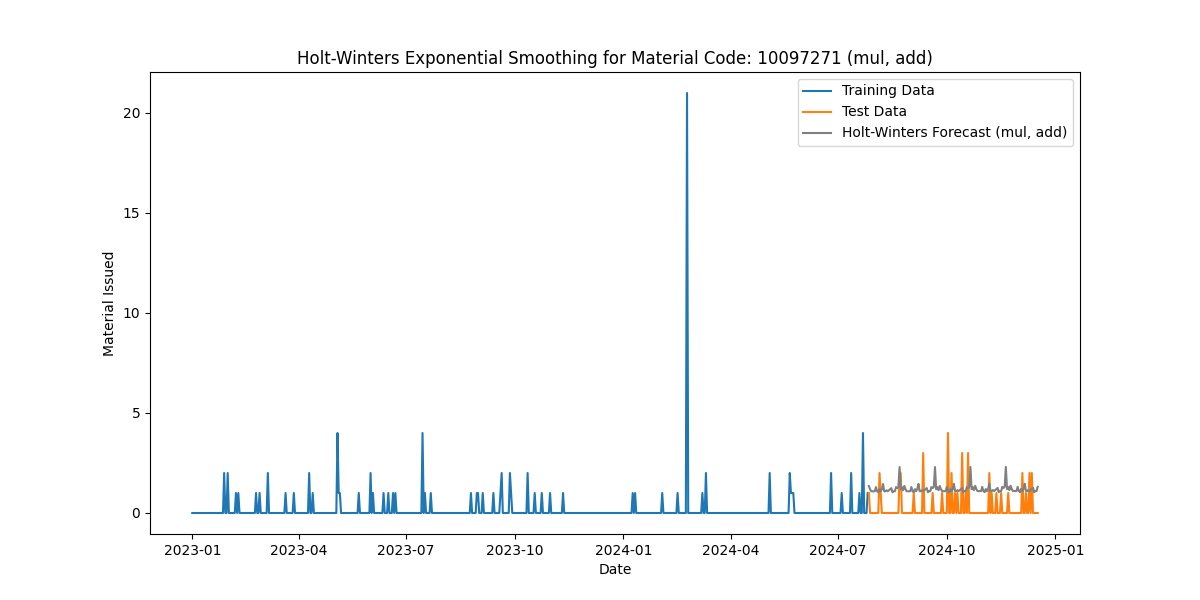 Holt-Winters Exponential Smoothing for Material Code: 10097271 (mul, add)
Training Data
Test Data
Holt-Winters Forecast (mul, add)
Material Issued
20
15
10
5
0
2023-01 2023-04 2023-07 2023-10 2024-01 2024-04 2024-07 2024-10 2025-01
Date